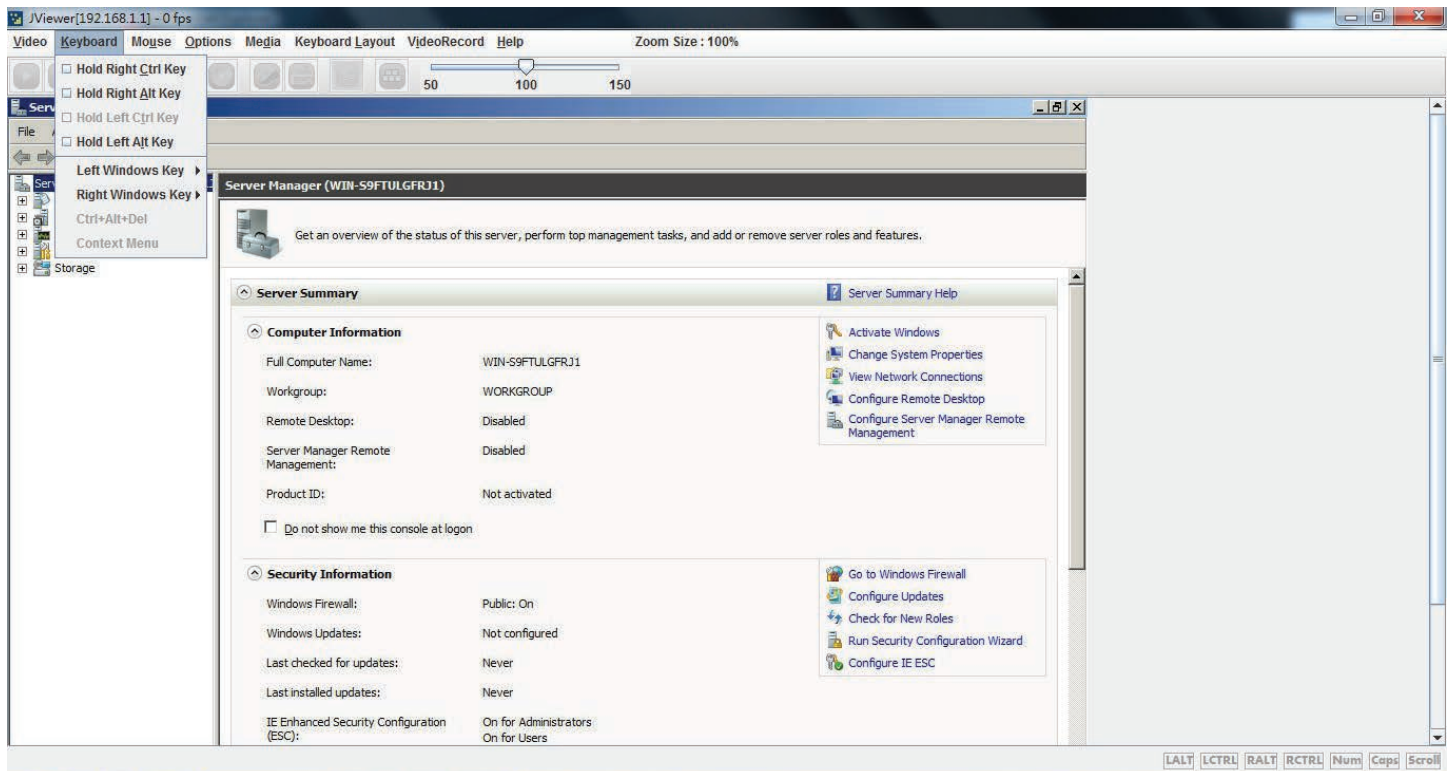 JViewer[192.168.1.1] - 0 fps
Video Keyboard Mouse Options Media Keyboard Layout VideoRecord Help Zoom Size : 100%
50 100 150
Hold Right Ctrl Key
Hold Right Alt Key
Hold Left Ctrl Key
Hold Left Alt Key
Left Windows Key
Right Windows Key
Ctrl+Alt+Del
Context Menu
Serv
File
Ser
Storage
Server Manager (WIN-S9FTULGFRJ1)
Get an overview of the status of this server, perform top management tasks, and add or remove server roles and features.
Server Summary
Server Summary Help
Computer Information
Full Computer Name: WIN-S9FTULGFRJ1
Workgroup: WORKGROUP
Remote Desktop: Disabled
Server Manager Remote
Management: Disabled
Product ID: Not activated
Do not show me this console at logon
Activate Windows
Change System Properties
View Network Connections
Configure Remote Desktop
Configure Server Manager Remote
Management
Security Information
Windows Firewall: Public: On
Windows Updates: Not configured
Last checked for updates: Never
Last installed updates: Never
IE Enhanced Security Configuration
(ESC):
On for Administrators
On for Users
Go to Windows Firewall
Configure Updates
Check for New Roles
Run Security Configuration Wizard
Configure IE ESC
LALT LCTRL RALT RCTRL Num Caps Scroll